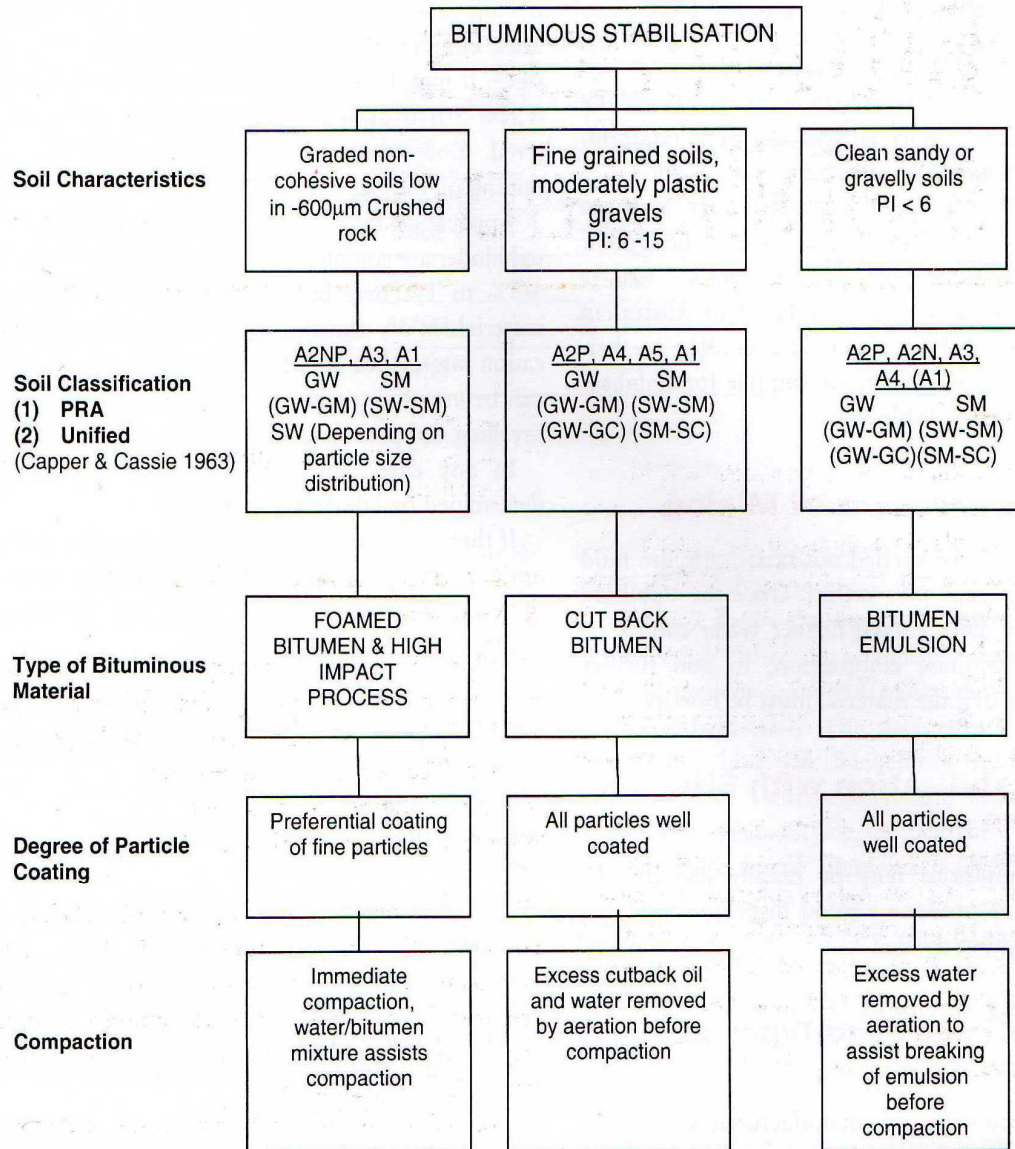 BITUMINOUS STABILISATION
Soil Characteristics
Graded non-
cohesive soils low
in -600μm Crushed
rock
Fine grained soils,
moderately plastic
gravels
PI: 6 -15
Clean sandy or
gravelly soils
PI < 6
Soil Classification
(1) PRA
(2) Unified
(Capper & Cassie 1963)
A2NP, A3, A1
GW SM
(GW-GM) (SW-SM)
SW (Depending on
particle size
distribution)
A2P, A4, A5, A1
GW SM
(GW-GM) (SW-SM)
(GW-GC) (SM-SC)
A2P, A2N, A3,
A4, (A1)
GW SM
(GW-GM) (SW-SM)
(GW-GC)(SM-SC)
Type of Bituminous
Material
FOAMED
BITUMEN & HIGH
IMPACT
PROCESS
CUT BACK
BITUMEN
BITUMEN
EMULSION
Degree of Particle
Coating
Preferential coating
of fine particles
All particles well
coated
All particles
well coated
Compaction
Immediate
compaction,
water/bitumen
mixture assists
compaction
Excess cutback oil
and water removed
by aeration before
compaction
Excess water
removed by
aeration to
assist breaking
of emulsion
before
compaction